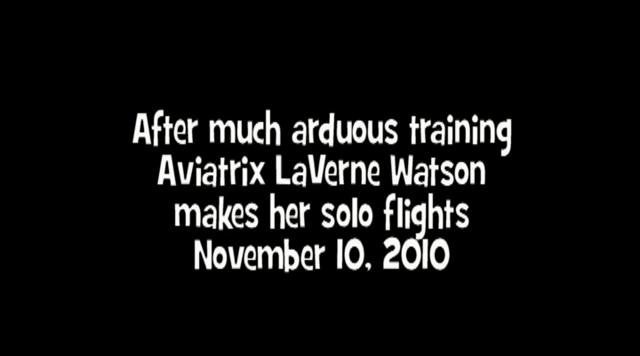 After much arduous training
Aviatrix LaVerne Watson
makes her solo flights
November 10, 2010